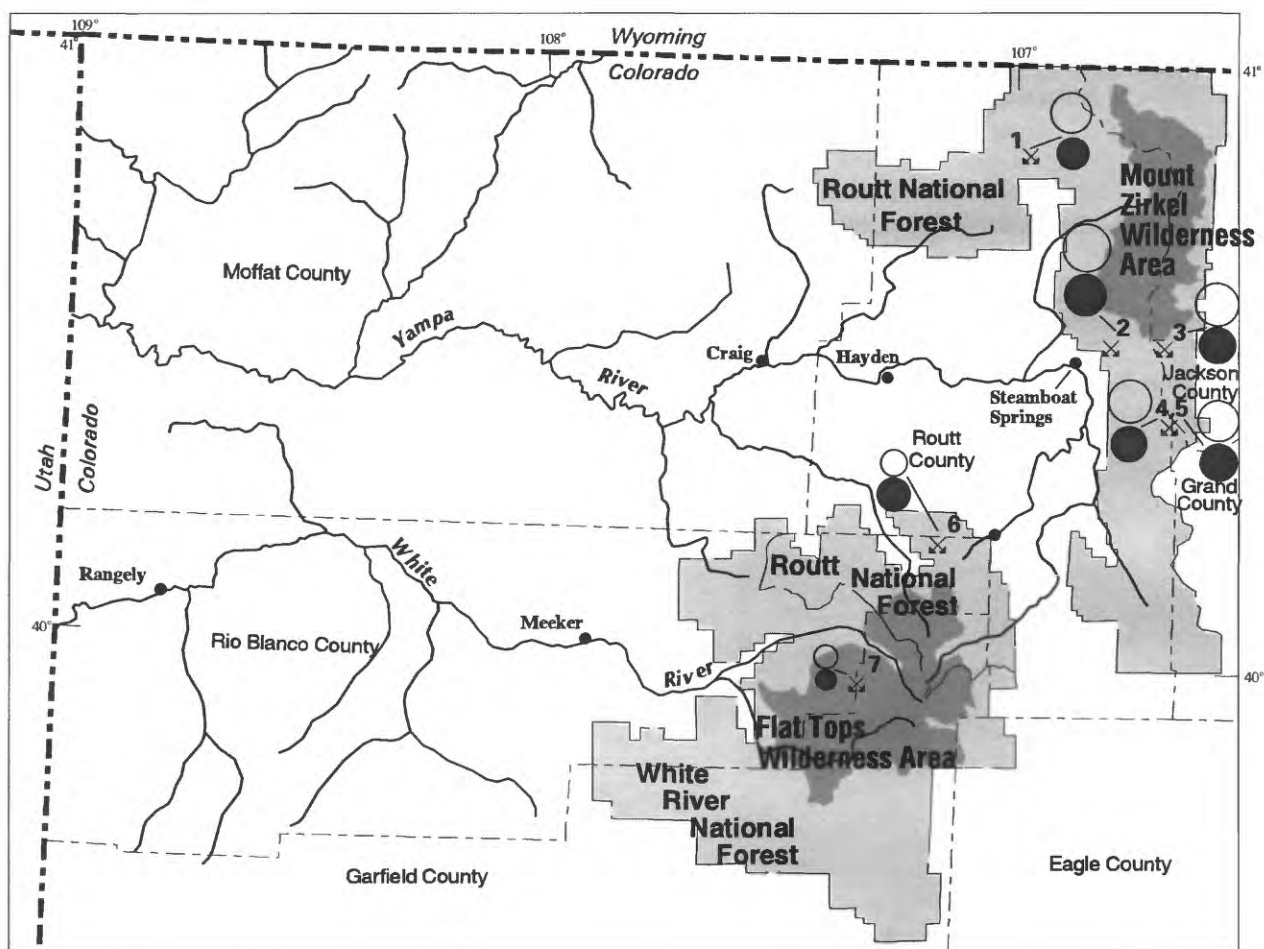 109°
41°
108°
Wyoming
Colorado
107°
41°
1
Routt National
Forest
Mount
Zirkel
Wilderness
Area
Moffat County
Yampa
River
Craig
Hayden
Steamboat
Springs
2
3
Jackson
County
4,5
Grand
County
Routt
County
6
Utah
Colorado
Rangely
White
River
Routt
National
Forest
Meeker
40°
Rio Blanco County
7
40°
Flat Tops
Wilderness Area
White
River
National
Forest
Garfield County
Eagle County